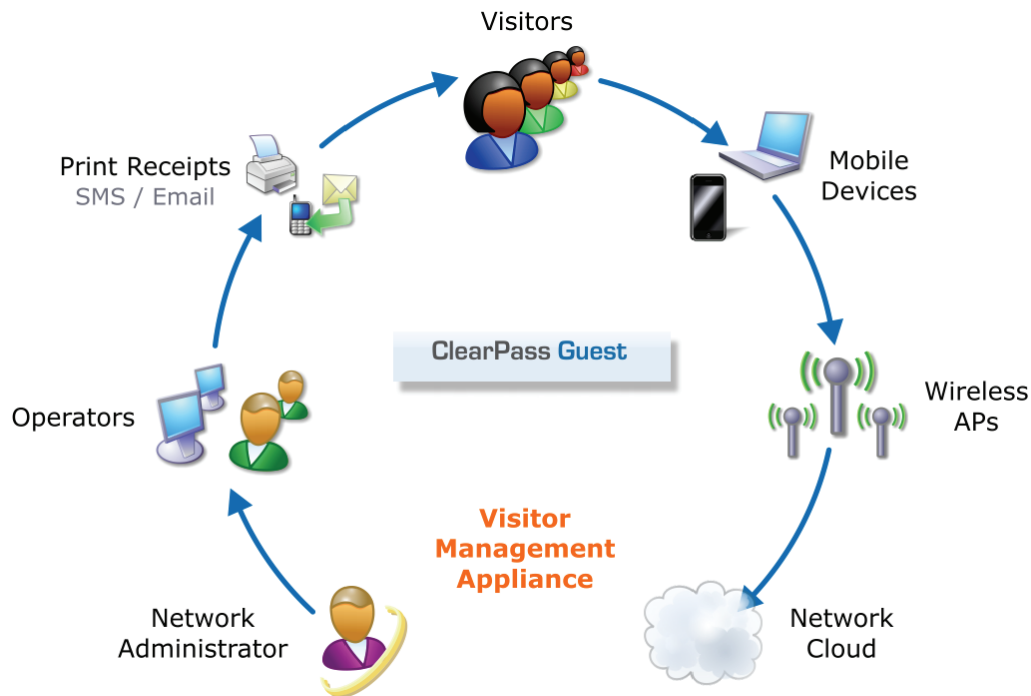 Visitors
Print Receipts
SMS / Email
Mobile
Devices
ClearPass Guest
Operators
Wireless
APs
Visitor
Management
Appliance
Network
Administrator
Network
Cloud